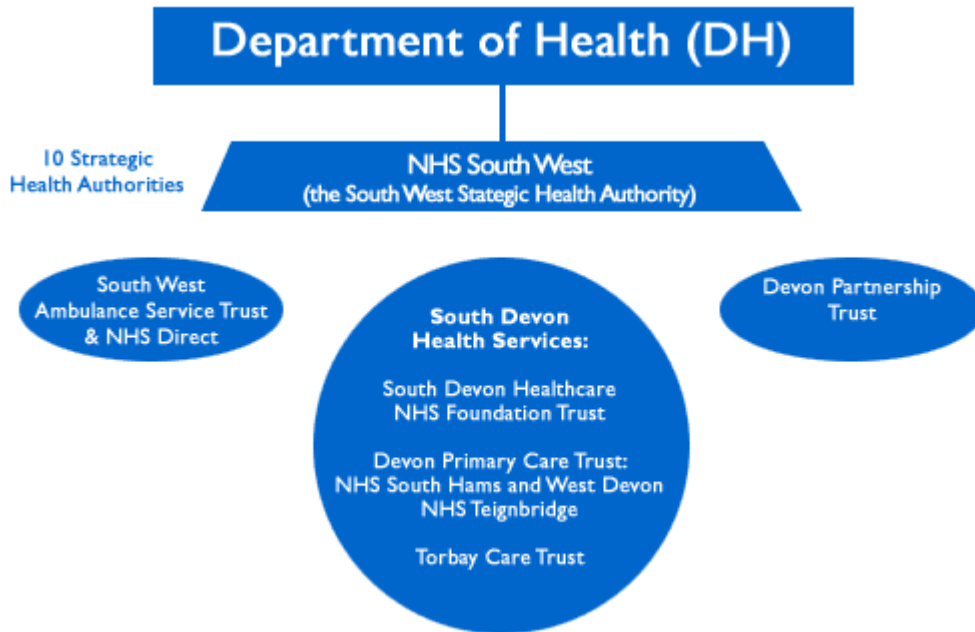 Department of Health (DH)
10 Strategic
Health Authorities
NHS South West
(the South West Stategic Health Authority)
South West
Ambulance Service Trust
& NHS Direct
South Devon
Health Services:
South Devon Healthcare
NHS Foundation Trust
Devon Primary Care Trust:
NHS South Hams and West Devon
NHS Teignbridge
Torbay Care Trust
Devon Partnership
Trust